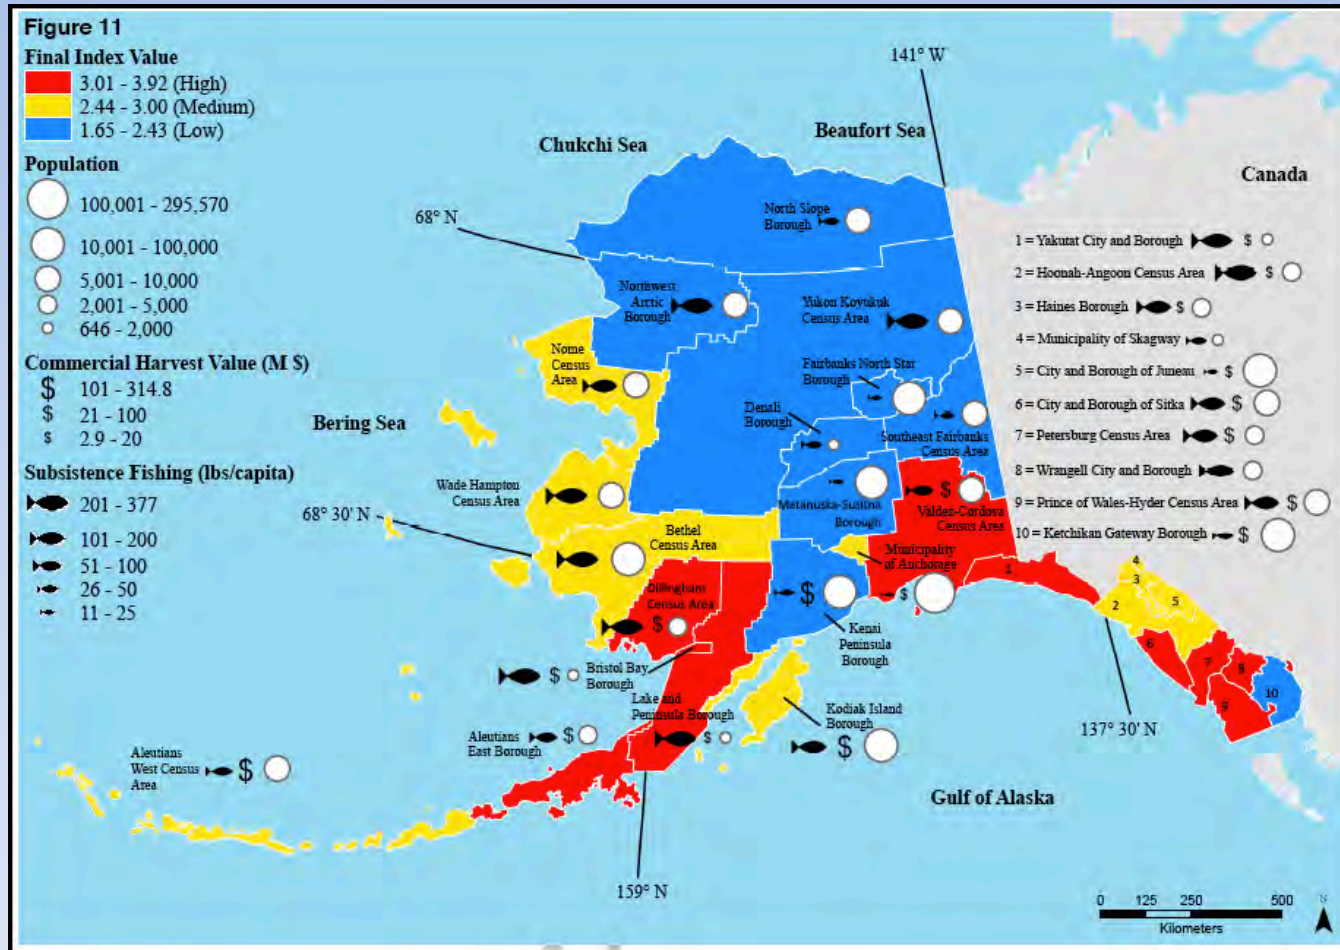 Figure 11
Final Index Value
3.01 - 3.92 (High)
2.44 - 3.00 (Medium)
1.65 - 2.43 (Low)
Population
100,001 - 295,570
10,001 - 100,000
5,001 - 10,000
2,001 - 5,000
646 - 2,000
Commercial Harvest Value (M $)
$ 101 - 314.8
$ 21 - 100
$ 2.9 - 20
Subsistence Fishing (lbs/capita)
201 - 377
101 - 200
51 - 100
26 - 50
11 - 25
141° W
Beaufort Sea
Chukchi Sea
Canada
68° N
North Slope
Borough
Northwest
Arctic
Borough
Yukon Koyukuk
Census Area
Nome
Census
Area
Fairbanks North Star
Borough
Denali
Borough
Southeast Fairbanks
Census Area
Bering Sea
Wade Hampton
Census Area
68° 30' N
Matanuska-Susitna
Borough
$
Valdez-Cordova
Census Area
Bethel
Census Area
Municipality
of Anchorage
$
Dillingham
Census Area
$
$
Kenai
Peninsula
Borough
$
Bristol Bay
Borough
Lake and
Peninsula Borough
$
Kodiak Island
Borough
$
Aleutians
East Borough
$
Aleutians
West Census
Area
$
Gulf of Alaska
159° N
137° 30' N
1 = Yakutat City and Borough $
2 = Hoonah-Angoon Census Area $
3 = Haines Borough $
4 = Municipality of Skagway
5 = City and Borough of Juneau $
6 = City and Borough of Sitka $
7 = Petersburg Census Area $
8 = Wrangell City and Borough
9 = Prince of Wales-Hyder Census Area $
10 = Ketchikan Gateway Borough $
1
4
3
2
5
6
7
8
9
10
0 125 250 500
Kilometers
N